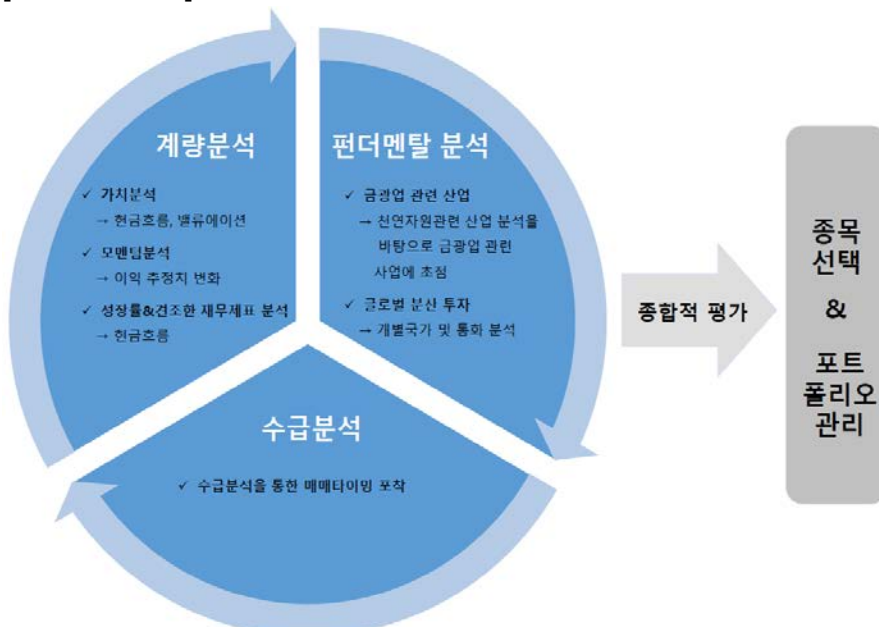 계량분석
✓ 가치분석
→ 현금흐름, 밸류에이션
✓ 모멘텀분석
→ 이익 추정치 변화
✓ 성장률&견조한 재무제표 분석
→ 현금흐름
펀더멘탈 분석
✓ 금광업 관련 산업
→ 천연자원관련 산업 분석을
바탕으로 금광업 관련
사업에 초점
✓ 글로벌 분산 투자
→ 개별국가 및 통화 분석
수급분석
✓ 수급분석을 통한 매매타이밍 포착
종합적 평가
종목
선택
&
포트
폴리오
관리